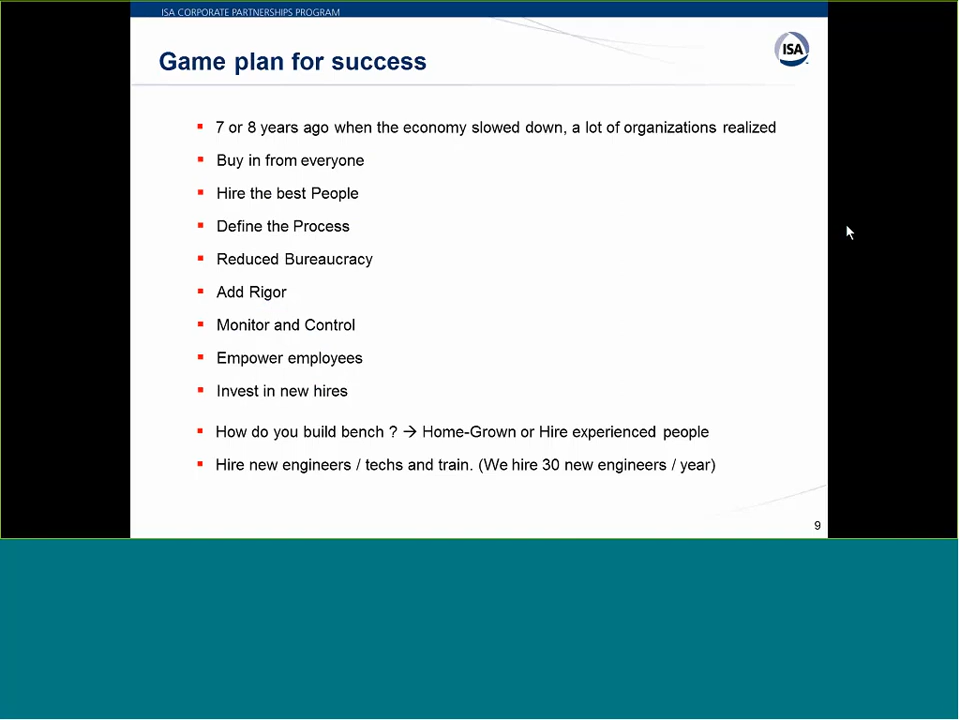 ISA CORPORATE PARTNERSHIPS PROGRAM
Game plan for success
ISA
7 or 8 years ago when the economy slowed down, a lot of organizations realized
Buy in from everyone
Hire the best People
Define the Process
Reduced Bureaucracy
Add Rigor
Monitor and Control
Empower employees
Invest in new hires
How do you build bench ? → Home-Grown or Hire experienced people
Hire new engineers / techs and train. (We hire 30 new engineers / year)
9